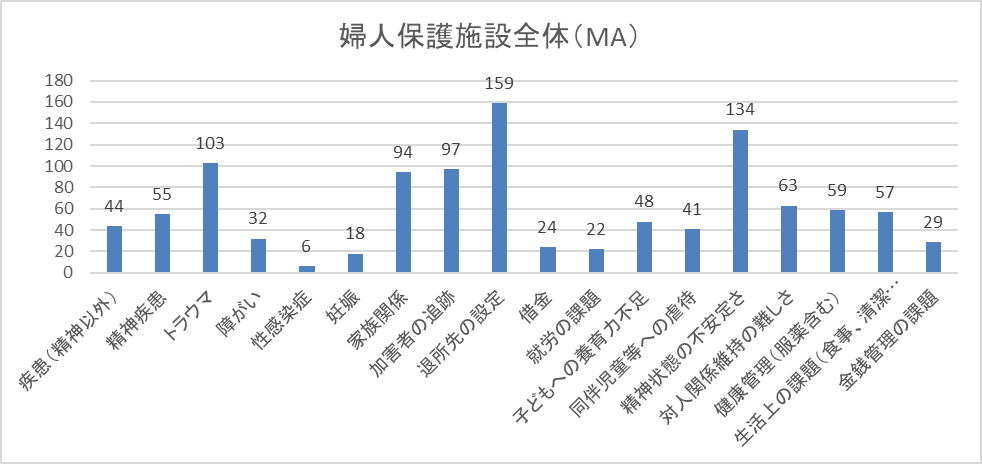 婦人保護施設全体（MA）
180
160
140
120
100
80
60
40
20
0
44
55
103
32
6
18
94
97
159
24
22
48
41
134
63
59
57
29
疾患（精神以外）
精神疾患
トラウマ
障がい
性感染症
妊娠
家族関係
加害者の追跡
退所先の設定
借金
就労の課題
子どもへの養育力不足
同伴児童等への虐待
精神状態の不安定さ
対人関係維持の難しさ
健康管理（服薬含む）
生活上の課題（食事、清潔…
金銭管理の課題